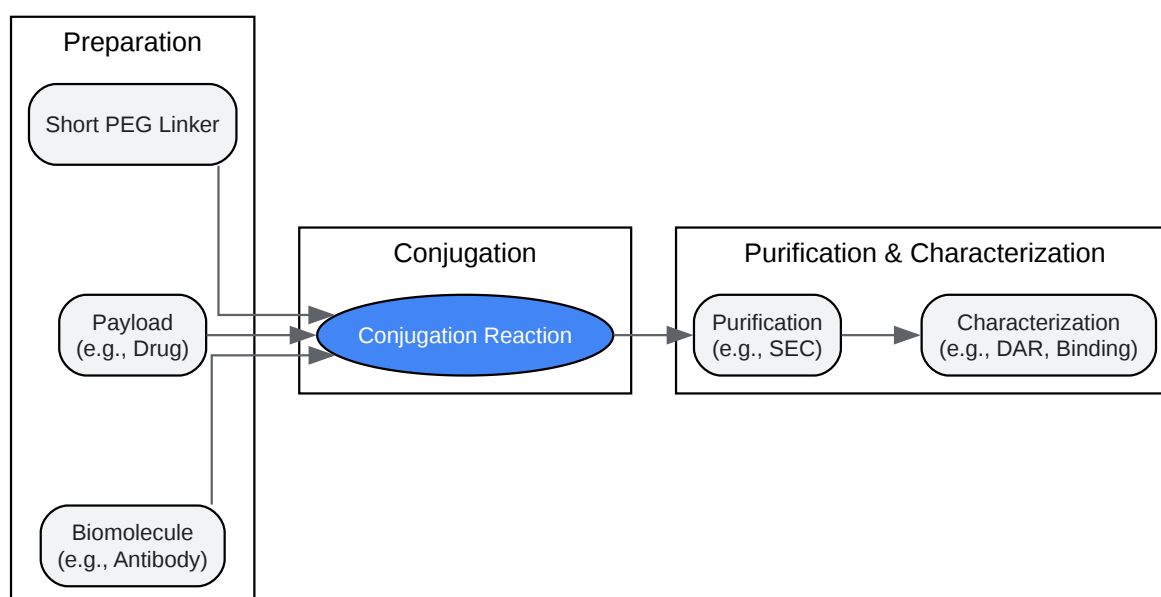 Preparation
Short PEG Linker
Payload
(e.g., Drug)
Biomolecule
(e.g., Antibody)
Conjugation
Conjugation Reaction
Purification & Characterization
Purification
(e.g., SEC)
Characterization
(e.g., DAR, Binding)